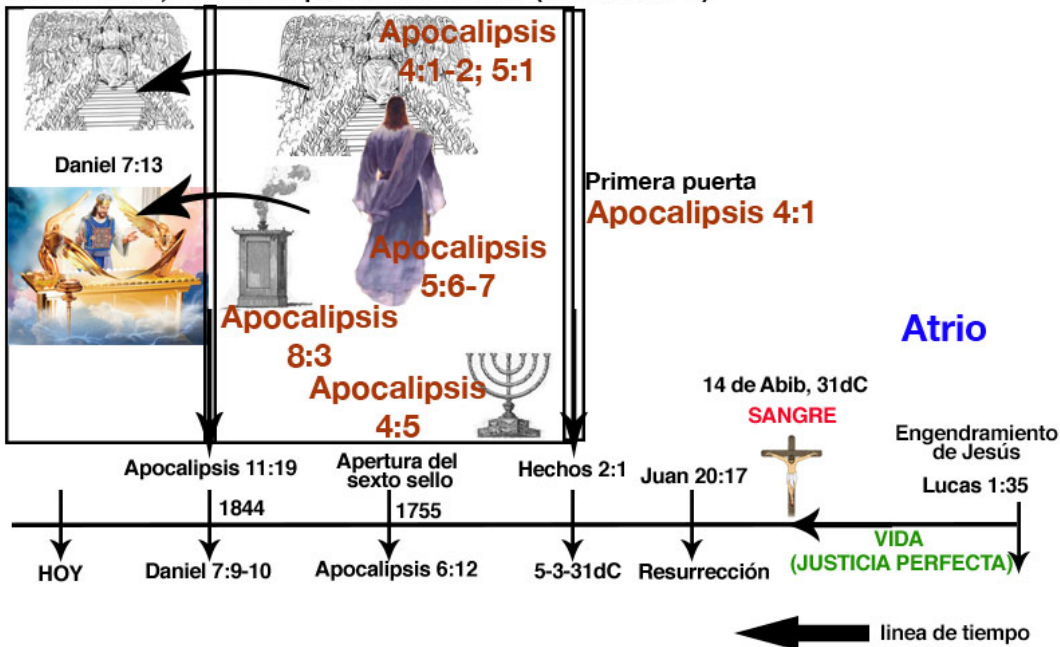 Apocalipsis
4:1-2; 5:1
Daniel 7:13
Primera puerta
Apocalipsis 4:1
Apocalipsis
5:6-7
Apocalipsis
8:3
Apocalipsis
4:5
Atrio
14 de Abib, 31dC
SANGRE
Engendramiento
de Jesús
Lucas 1:35
Apocalipsis 11:19
Apertura del
sexto sello
Hechos 2:1
Juan 20:17
1844
1755
VIDA
(JUSTICIA PERFECTA)
HOY
Daniel 7:9-10
Apocalipsis 6:12
5-3-31dC
Resurrección
linea de tiempo